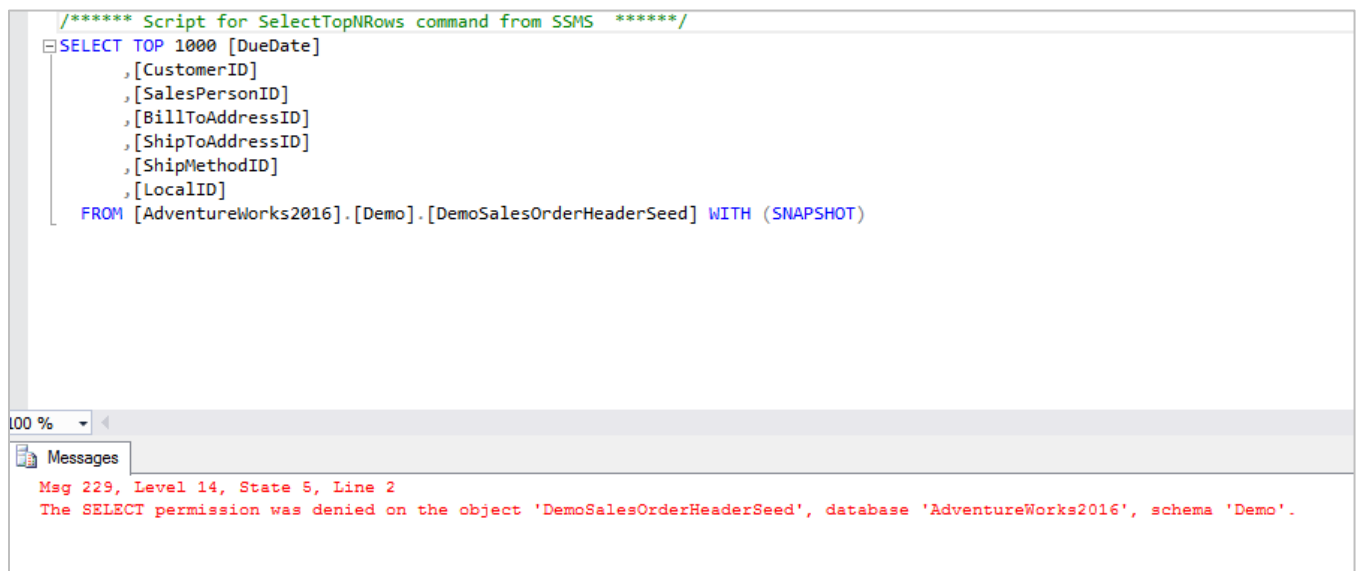 /****** Script for SelectTopNRows command from SSMS  ******/
SELECT TOP 1000 [DueDate]
,[CustomerID]
,[SalesPersonID]
,[BillToAddressID]
,[ShipToAddressID]
,[ShipMethodID]
,[LocalID]
FROM [AdventureWorks2016].[Demo].[DemoSalesOrderHeaderSeed] WITH (SNAPSHOT)
100 %
Messages
Msg 229, Level 14, State 5, Line 2
The SELECT permission was denied on the object 'DemoSalesOrderHeaderSeed', database 'AdventureWorks2016', schema 'Demo'.